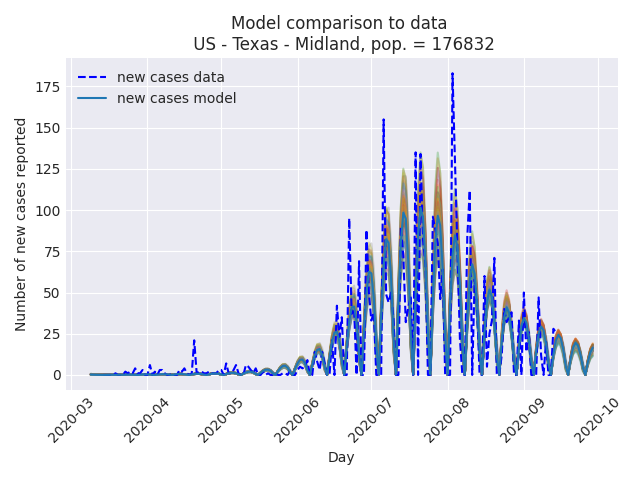 Model comparison to data
US - Texas - Midland, pop. = 176832
new cases data
new cases model
Number of new cases reported
175
150
125
100
75
50
25
0
2020-03
2020-04
2020-05
2020-06
2020-07
2020-08
2020-09
2020-10
Day